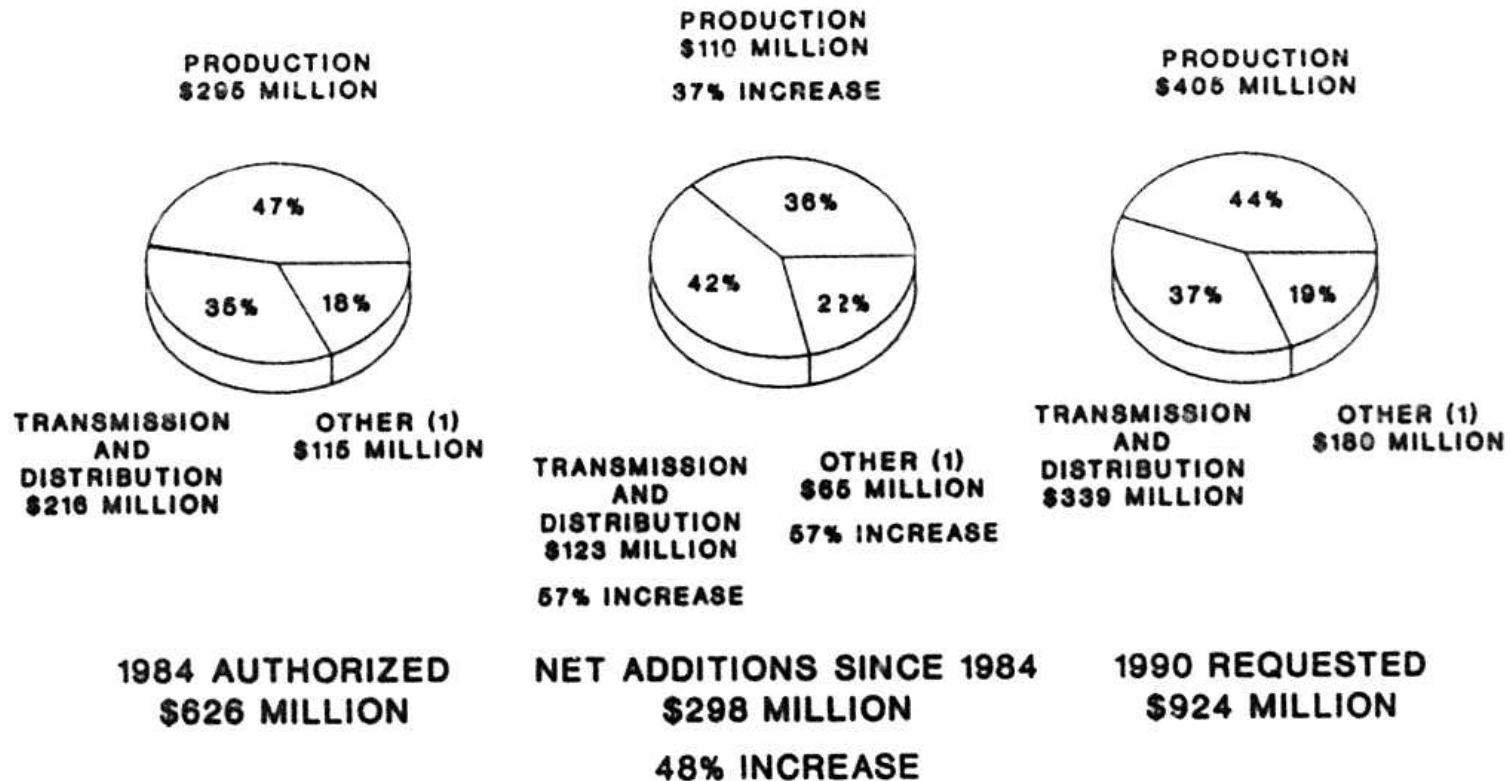 PRODUCTION
$295 MILLION
47%
35%
18%
TRANSMISSION
AND
DISTRIBUTION
$216 MILLION
OTHER (1)
$115 MILLION
1984 AUTHORIZED
$626 MILLION
PRODUCTION
$110 MILLION
37% INCREASE
36%
42%
22%
TRANSMISSION
AND
DISTRIBUTION
$123 MILLION
57% INCREASE
OTHER (1)
$65 MILLION
57% INCREASE
NET ADDITIONS SINCE 1984
$298 MILLION
48% INCREASE
PRODUCTION
$405 MILLION
44%
37%
19%
TRANSMISSION
AND
DISTRIBUTION
$339 MILLION
OTHER (1)
$180 MILLION
1990 REQUESTED
$924 MILLION